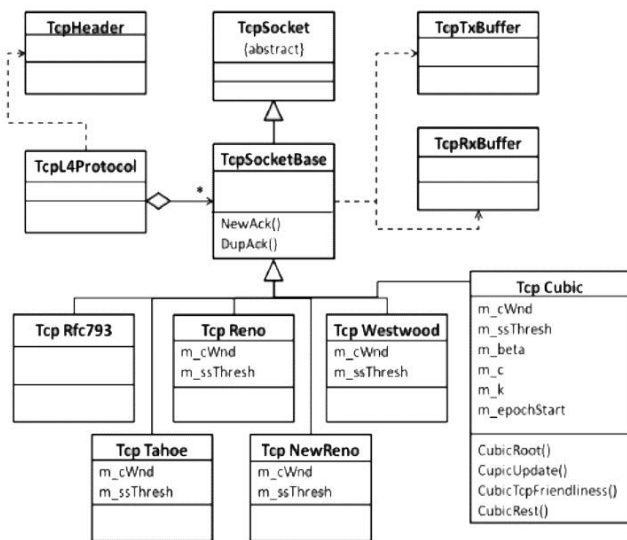 TcpHeader
TcpSocket
{abstract}
TcpTxBuffer
TcpL4Protocol
*
TcpSocketBase
NewAck()
DupAck()
TcpRxBuffer
Tcp Rfc793
Tcp Reno
m_cWnd
m_ssThresh
Tcp Westwood
m_cWnd
m_ssThresh
Tcp Cubic
m_cWnd
m_ssThresh
m_beta
m_c
m_k
m_epochStart
CubicRoot()
CupicUpdate()
CubicTcpFriendliness()
CubicRest()
Tcp Tahoe
m_cWnd
m_ssThresh
Tcp NewReno
m_cWnd
m_ssThresh